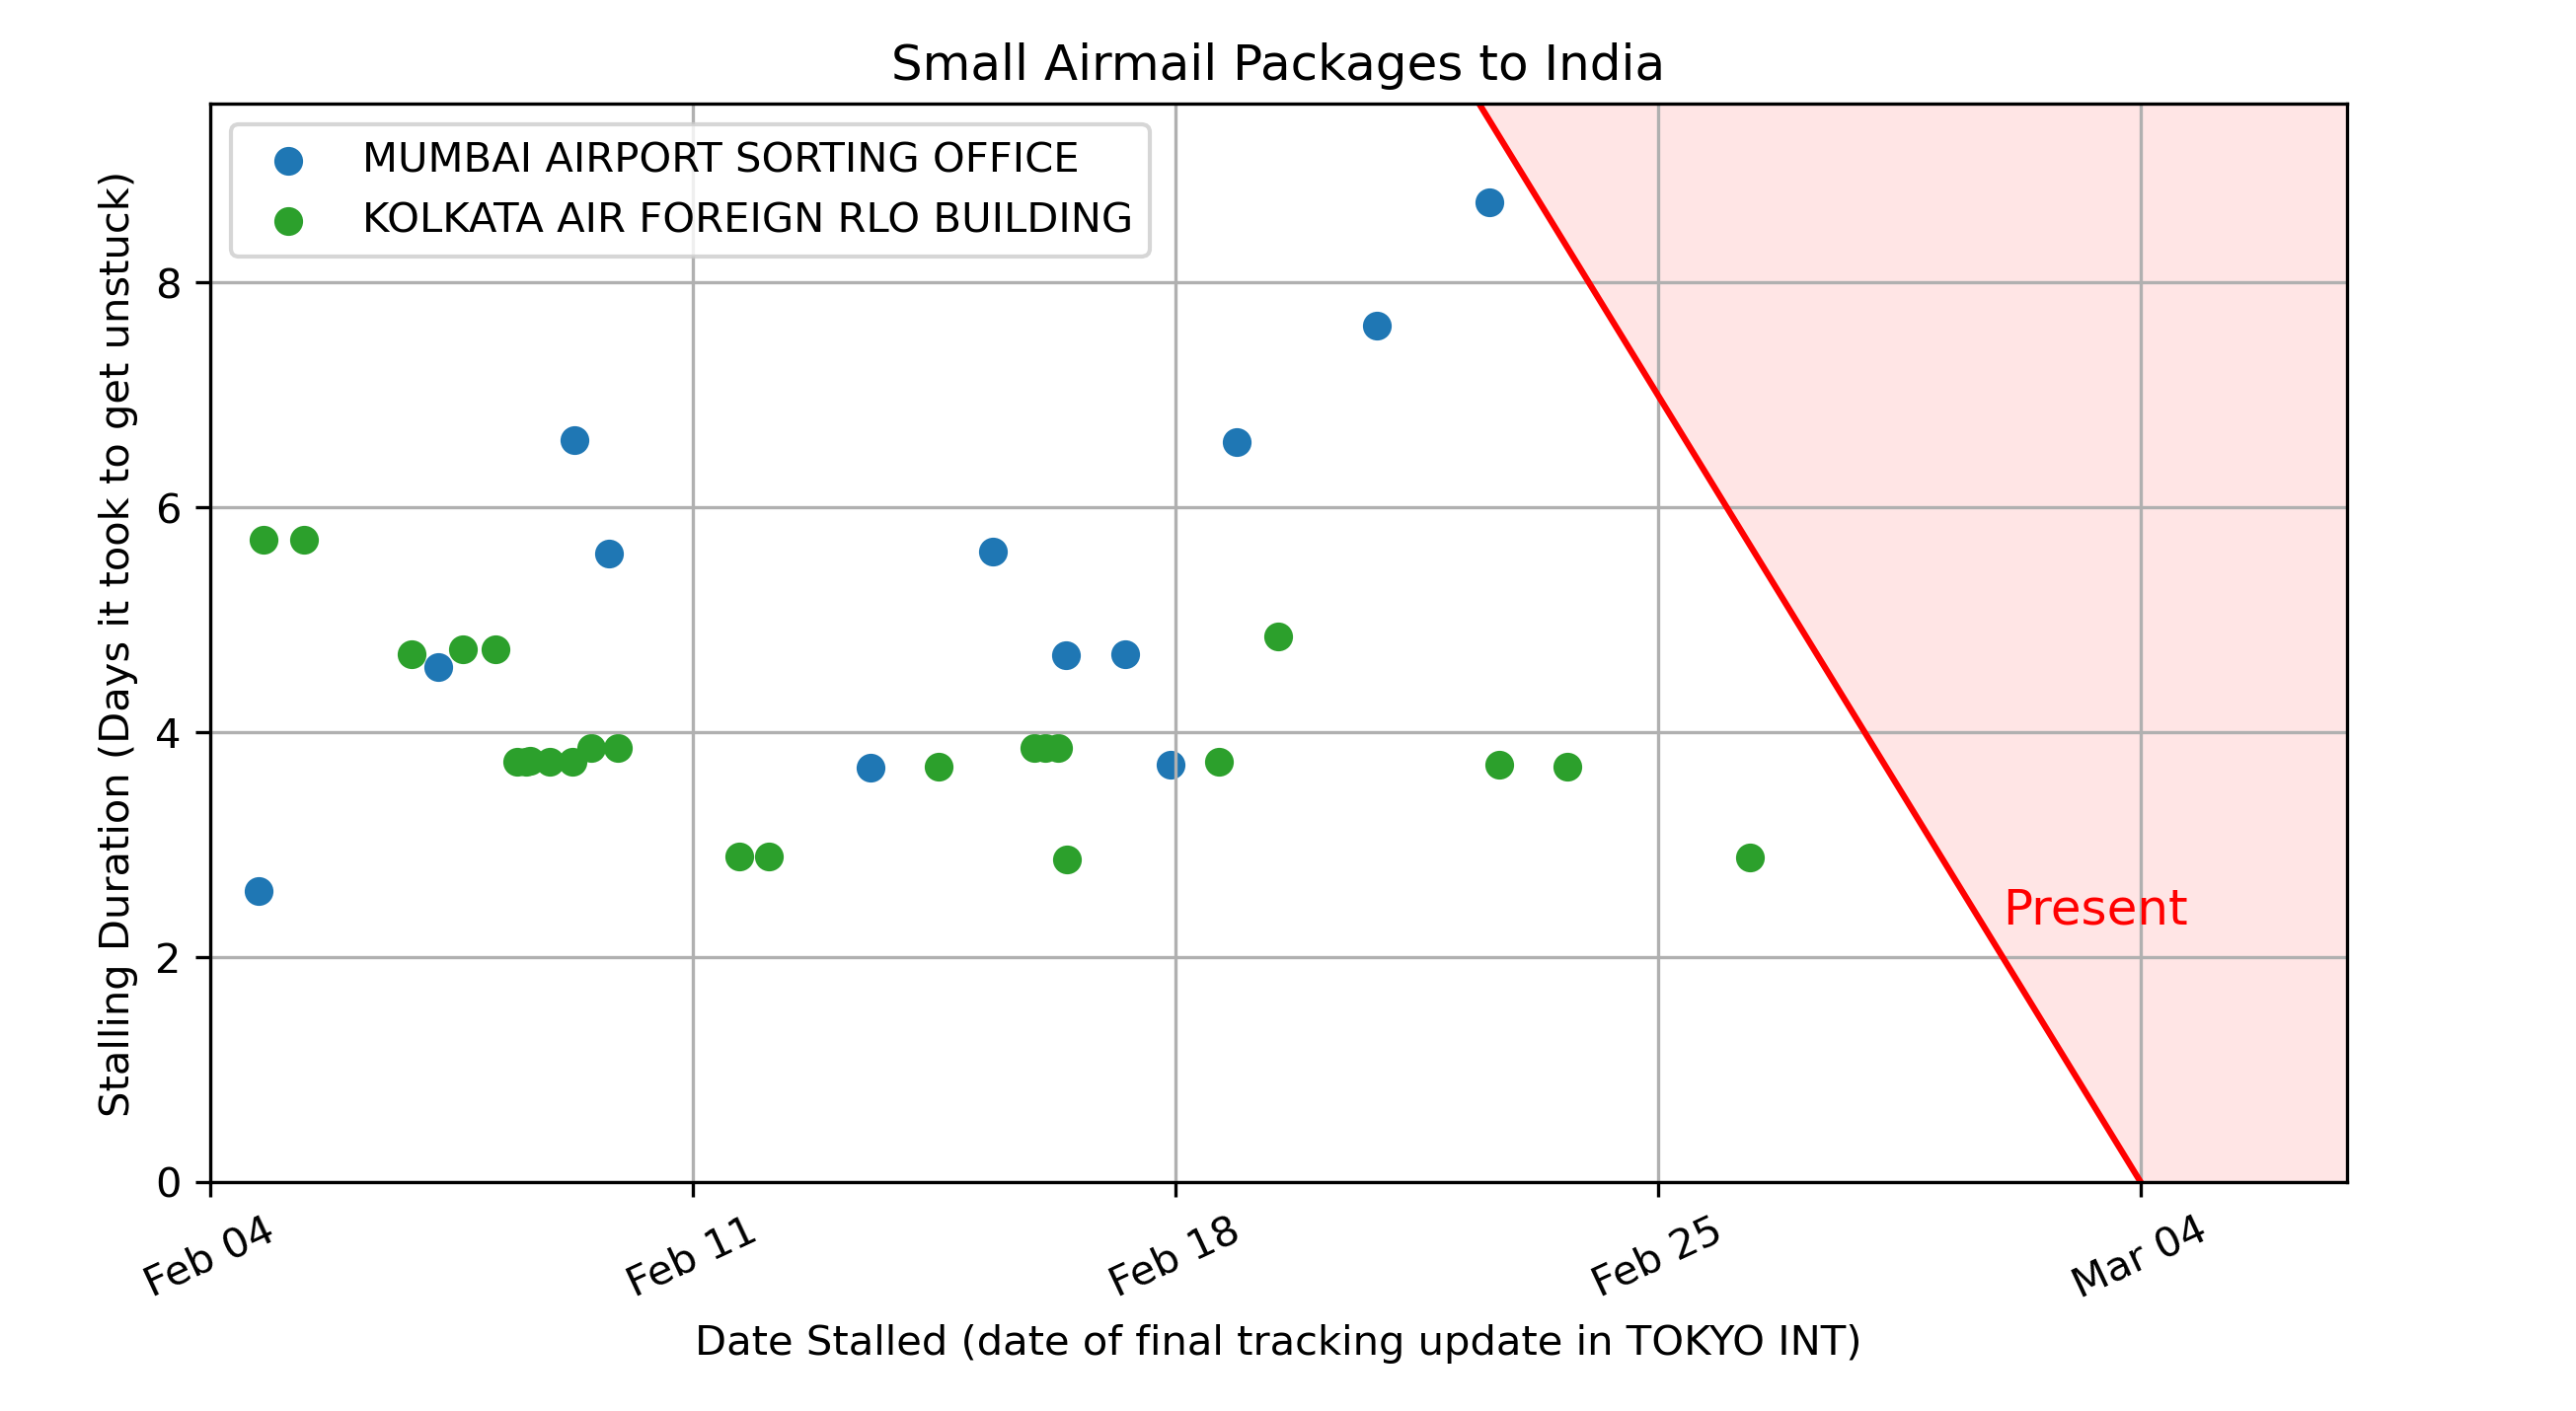 Small Airmail Packages to India
MUMBAI AIRPORT SORTING OFFICE
KOLKATA AIR FOREIGN RLO BUILDING
Stalling Duration (Days it took to get unstuck)
8
6
4
2
0
Present
Feb 04
Feb 11
Feb 18
Feb 25
Mar 04
Date Stalled (date of final tracking update in TOKYO INT)